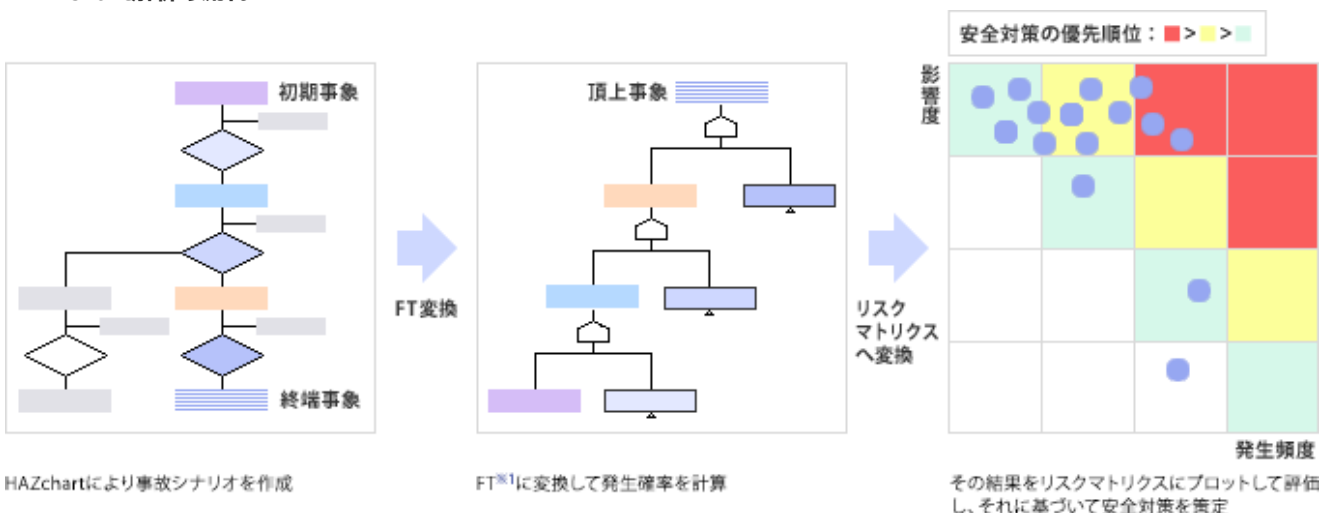 安全対策の優先順位：■>■>■
初期事象
終端事象
HAZchartにより事故シナリオを作成
FT変換
頂上事象
FT※1に変換して発生確率を計算
リスク
マトリクス
へ変換
影響度
発生頻度
その結果をリスクマトリクスにプロットして評価
し、それに基づいて安全対策を策定